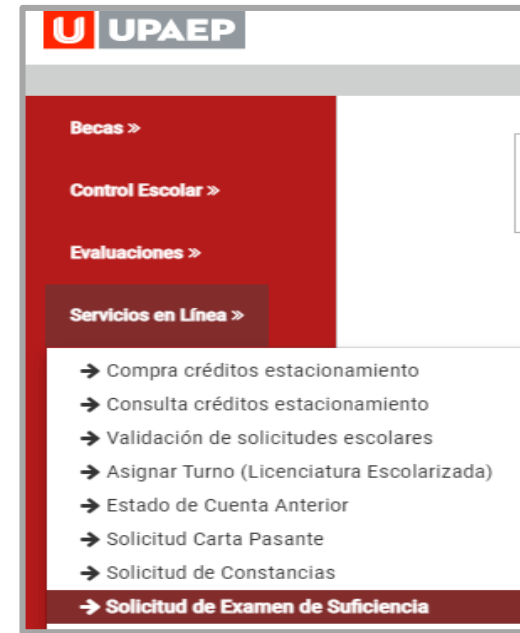 U UPAEP
Becas »
Control Escolar »
Evaluaciones »
Servicios en Línea »
➔ Compra créditos estacionamiento
➔ Consulta créditos estacionamiento
➔ Validación de solicitudes escolares
➔ Asignar Turno (Licenciatura Escolarizada)
➔ Estado de Cuenta Anterior
➔ Solicitud Carta Pasante
➔ Solicitud de Constancias
➔ Solicitud de Examen de Suficiencia